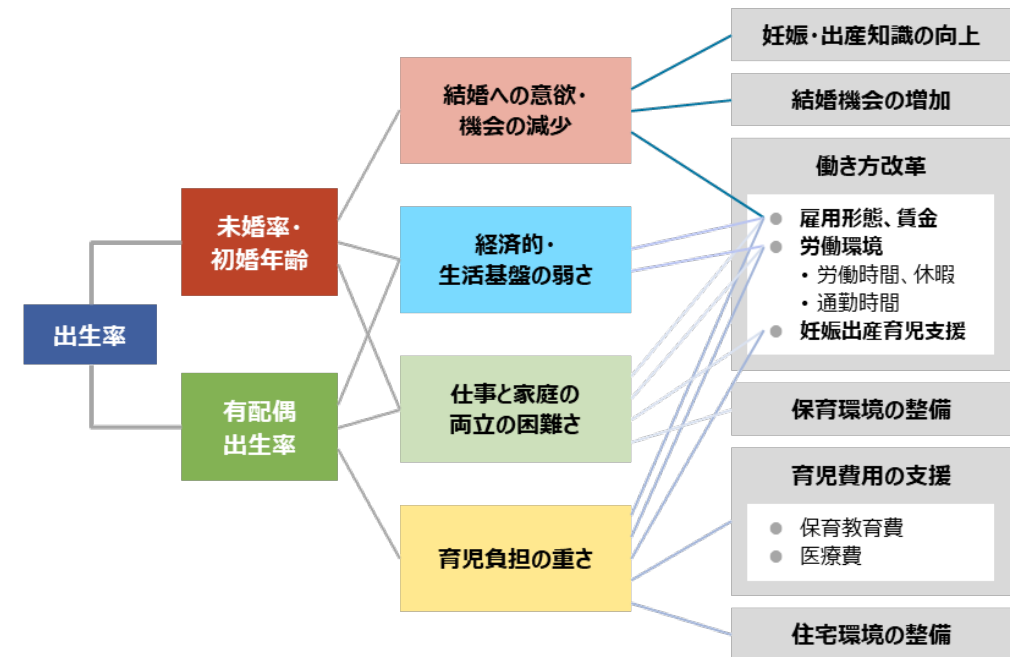 出生率
未婚率・
初婚年齢
有配偶
出生率
結婚への意欲・
機会の減少
経済的・
生活基盤の弱さ
仕事と家庭の
両立の困難さ
育児負担の重さ
妊娠・出産知識の向上
結婚機会の増加
働き方改革
● 雇用形態、賃金
● 労働環境
・労働時間、休暇
・通勤時間
● 妊娠出産育児支援
保育環境の整備
育児費用の支援
● 保育教育費
● 医療費
住宅環境の整備